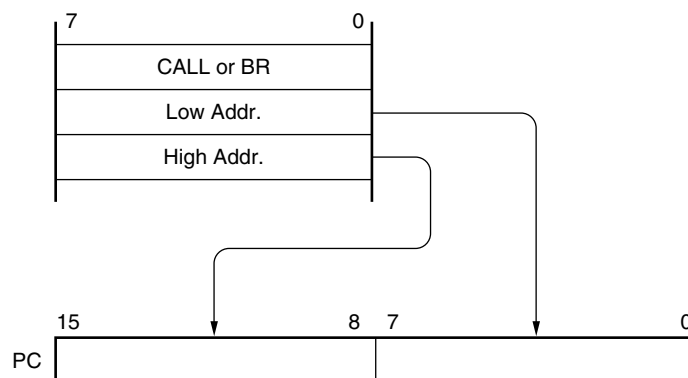 7 0
CALL or BR
Low Addr.
High Addr.
15 8 7 0
PC